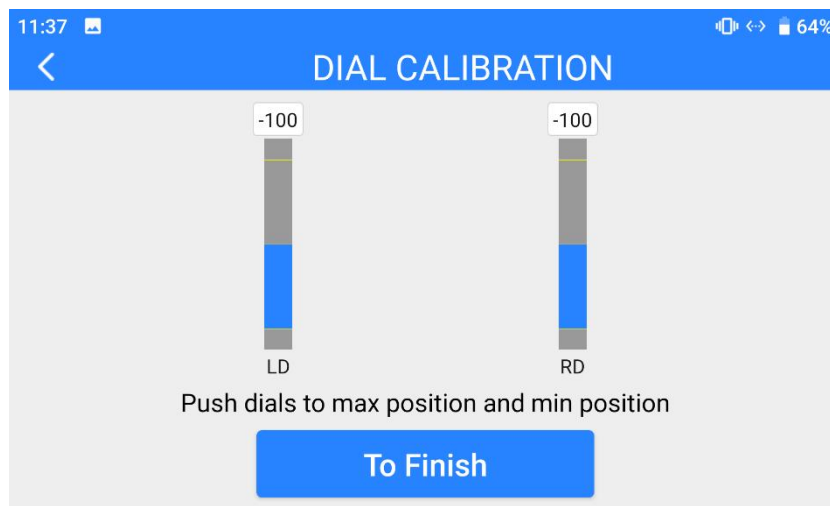 11:37 64%
DIAL CALIBRATION
-100 -100
LD RD
Push dials to max position and min position
To Finish